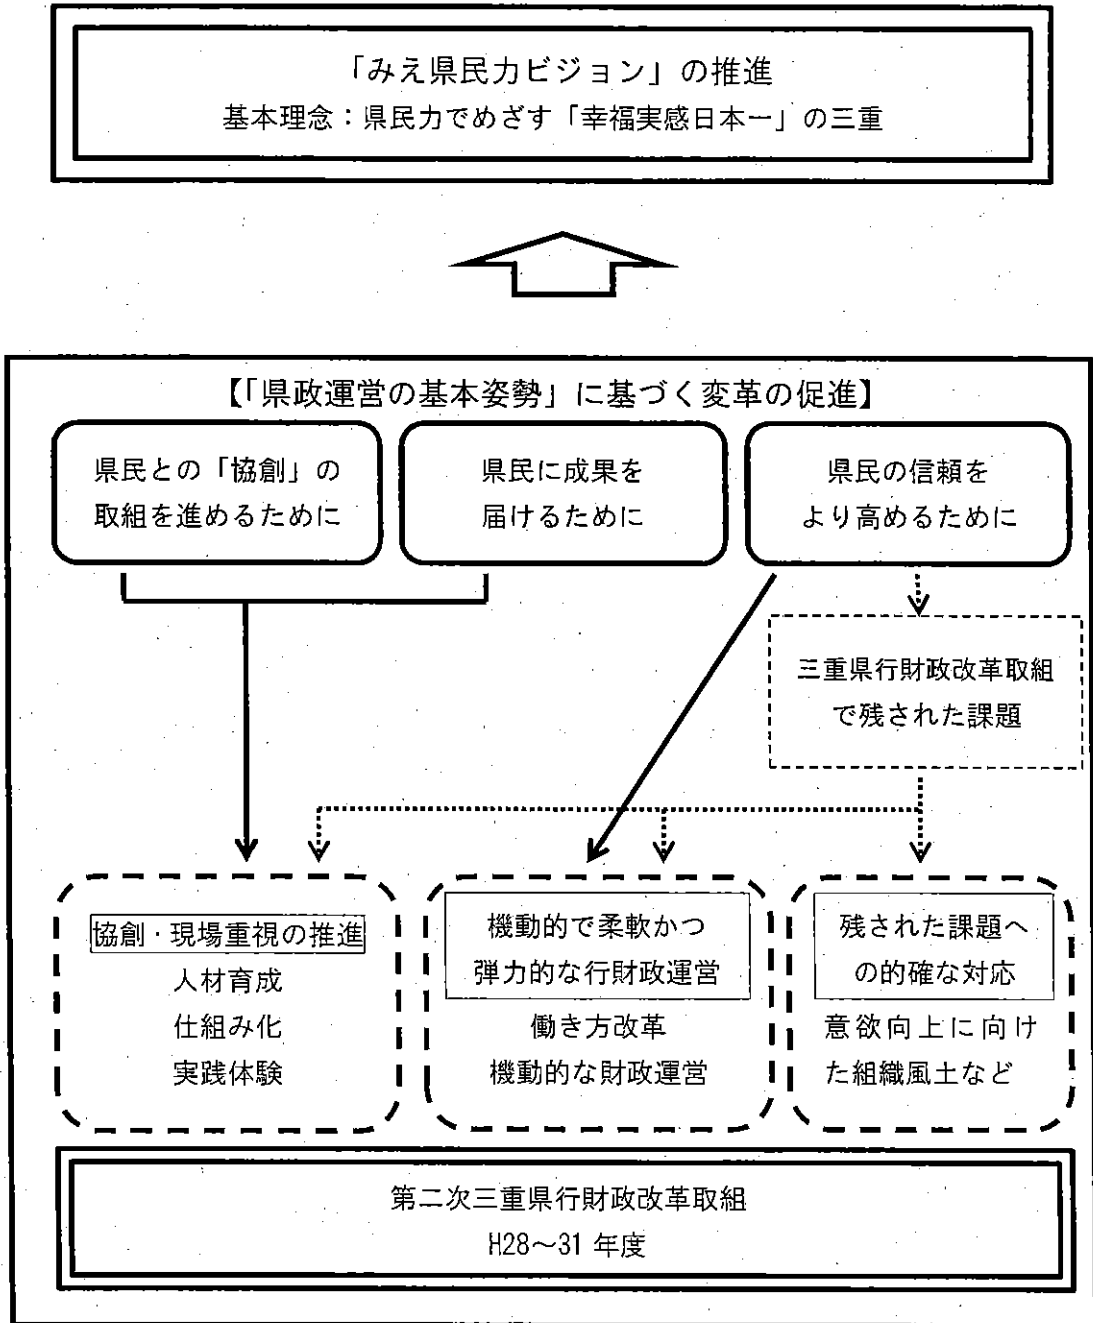 「みえ県民力ビジョン」の推進
基本理念：県民力でめざす「幸福実感日本一」の三重
【「県政運営の基本姿勢」に基づく変革の促進】
県民との「協創」の
取組を進めるために
県民に成果を
届けるために
県民の信頼を
より高めるために
三重県行財政改革取組
で残された課題
協創・現場重視の推進
人材育成
仕組み化
実践体験
機動的で柔軟かつ
弾力的な行財政運営
働き方改革
機動的な財政運営
残された課題へ
の的確な対応
意欲向上に向け
た組織風土など
第二次三重県行財政改革取組
H28～31 年度